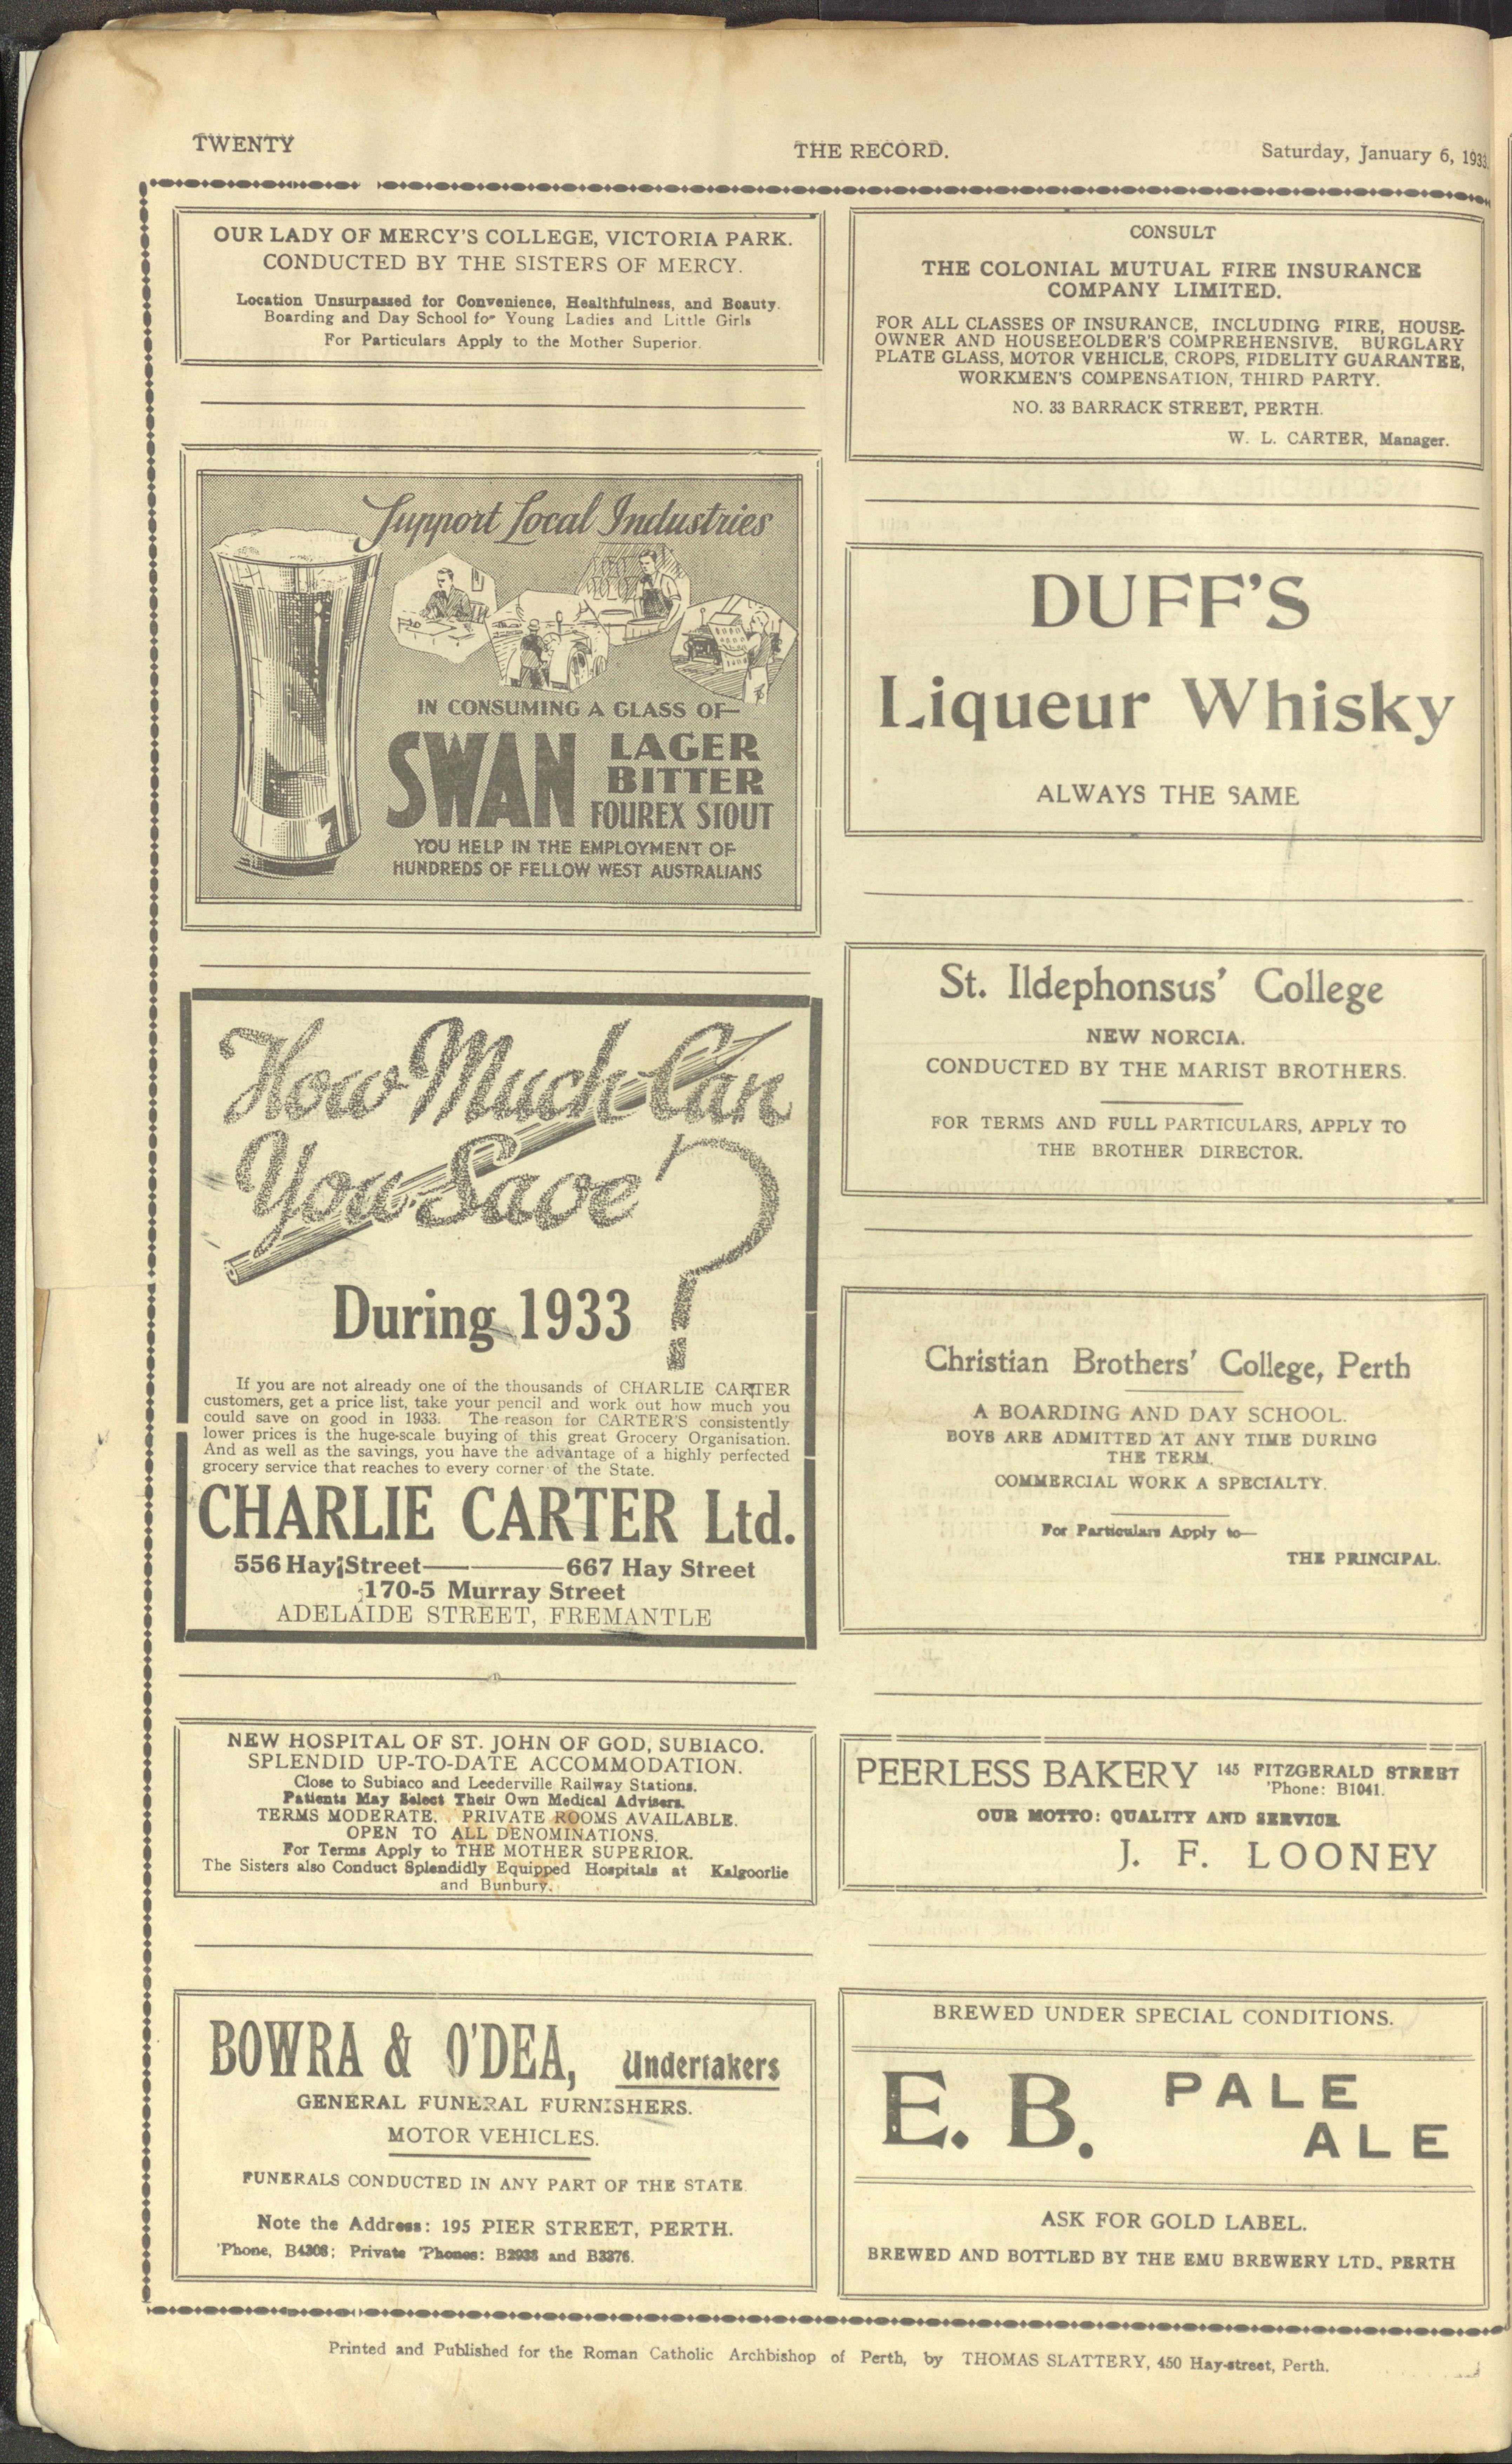 TWENTY
THE RECORD.
Saturday, January 6, 1933.
OUR LADY OF MERCY'S COLLEGE, VICTORIA PARK.
CONDUCTED BY THE SISTERS OF MERCY.
Location Unsurpassed for Convenience, Healthfulness, and Beauty.
Boarding and Day School for Young Ladies and Little Girls
For Particulars Apply to the Mother Superior.
Support Local Industries
IN CONSUMING A GLASS OF—
SWAN LAGER
BITTER
FOUREX STOUT
YOU HELP IN THE EMPLOYMENT OF
HUNDREDS OF FELLOW WEST AUSTRALIANS
How Much Can
You Save?
During 1933
If you are not already one of the thousands of CHARLIE CARTER
customers, get a price list, take your pencil and work out how much you
could save on good in 1933. The reason for CARTER'S consistently
lower prices is the huge-scale buying of this great Grocery Organisation.
And as well as the savings, you have the advantage of a highly perfected
grocery service that reaches to every corner of the State.
CHARLIE CARTER Ltd.
556 Hay Street—————667 Hay Street
170-5 Murray Street
ADELAIDE STREET, FREMANTLE
NEW HOSPITAL OF ST. JOHN OF GOD, SUBIACO.
SPLENDID UP-TO-DATE ACCOMMODATION.
Close to Subiaco and Leederville Railway Stations.
Patients May Select Their Own Medical Advisers.
TERMS MODERATE. PRIVATE ROOMS AVAILABLE.
OPEN TO ALL DENOMINATIONS.
For Terms Apply to THE MOTHER SUPERIOR.
The Sisters also Conduct Splendidly Equipped Hospitals at Kalgoorlie
and Bunbury.
BOWRA & O'DEA, Undertakers
GENERAL FUNERAL FURNISHERS.
MOTOR VEHICLES.
FUNERALS CONDUCTED IN ANY PART OF THE STATE
Note the Address: 195 PIER STREET, PERTH.
'Phone, B4308; Private 'Phones: B2938 and B3376.
CONSULT
THE COLONIAL MUTUAL FIRE INSURANCE
COMPANY LIMITED.
FOR ALL CLASSES OF INSURANCE, INCLUDING FIRE, HOUSE-
OWNER AND HOUSEHOLDER'S COMPREHENSIVE, BURGLARY
PLATE GLASS, MOTOR VEHICLE, CROPS, FIDELITY GUARANTEE,
WORKMEN'S COMPENSATION, THIRD PARTY.
NO. 33 BARRACK STREET, PERTH.
W. L. CARTER, Manager.
DUFF'S
Liqueur Whisky
ALWAYS THE SAME
St. Ildephonsus' College
NEW NORCIA.
CONDUCTED BY THE MARIST BROTHERS.
FOR TERMS AND FULL PARTICULARS, APPLY TO
THE BROTHER DIRECTOR.
Christian Brothers' College, Perth
A BOARDING AND DAY SCHOOL.
BOYS ARE ADMITTED AT ANY TIME DURING
THE TERM.
COMMERCIAL WORK A SPECIALTY.
For Particulars Apply to—
THE PRINCIPAL.
PEERLESS BAKERY 145 FITZGERALD STREET
'Phone: B1041.
OUR MOTTO: QUALITY AND SERVICE
J. F. LOONEY
BREWED UNDER SPECIAL CONDITIONS.
E. B. PALE
ALE
ASK FOR GOLD LABEL.
BREWED AND BOTTLED BY THE EMU BREWERY LTD., PERTH
Printed and Published for the Roman Catholic Archbishop of Perth, by THOMAS SLATTERY, 450 Hay-street, Perth.